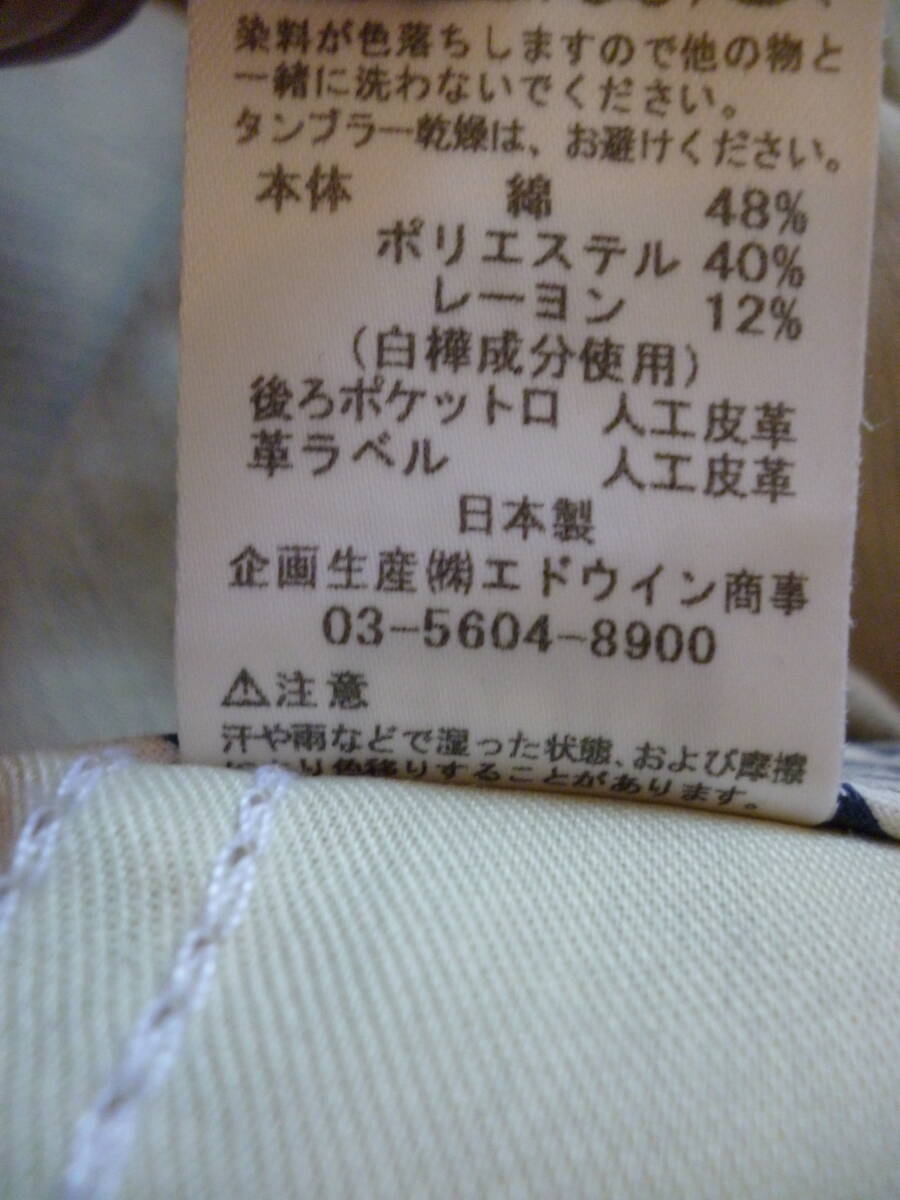 染料が色落ちしますので他の物と
一緒に洗わないでください。
タンブラー乾燥は、お避けください。
本体 綿 48%
ポリエステル 40%
レーヨン 12%
(白樺成分使用)
後ろポケット口 人工皮革
革ラベル 人工皮革
日本製
企画生産㈱エドウイン商事
03-5604-8900
⚠注意
汗や雨などで湿った状態、および摩擦
により色移りすることがあります。